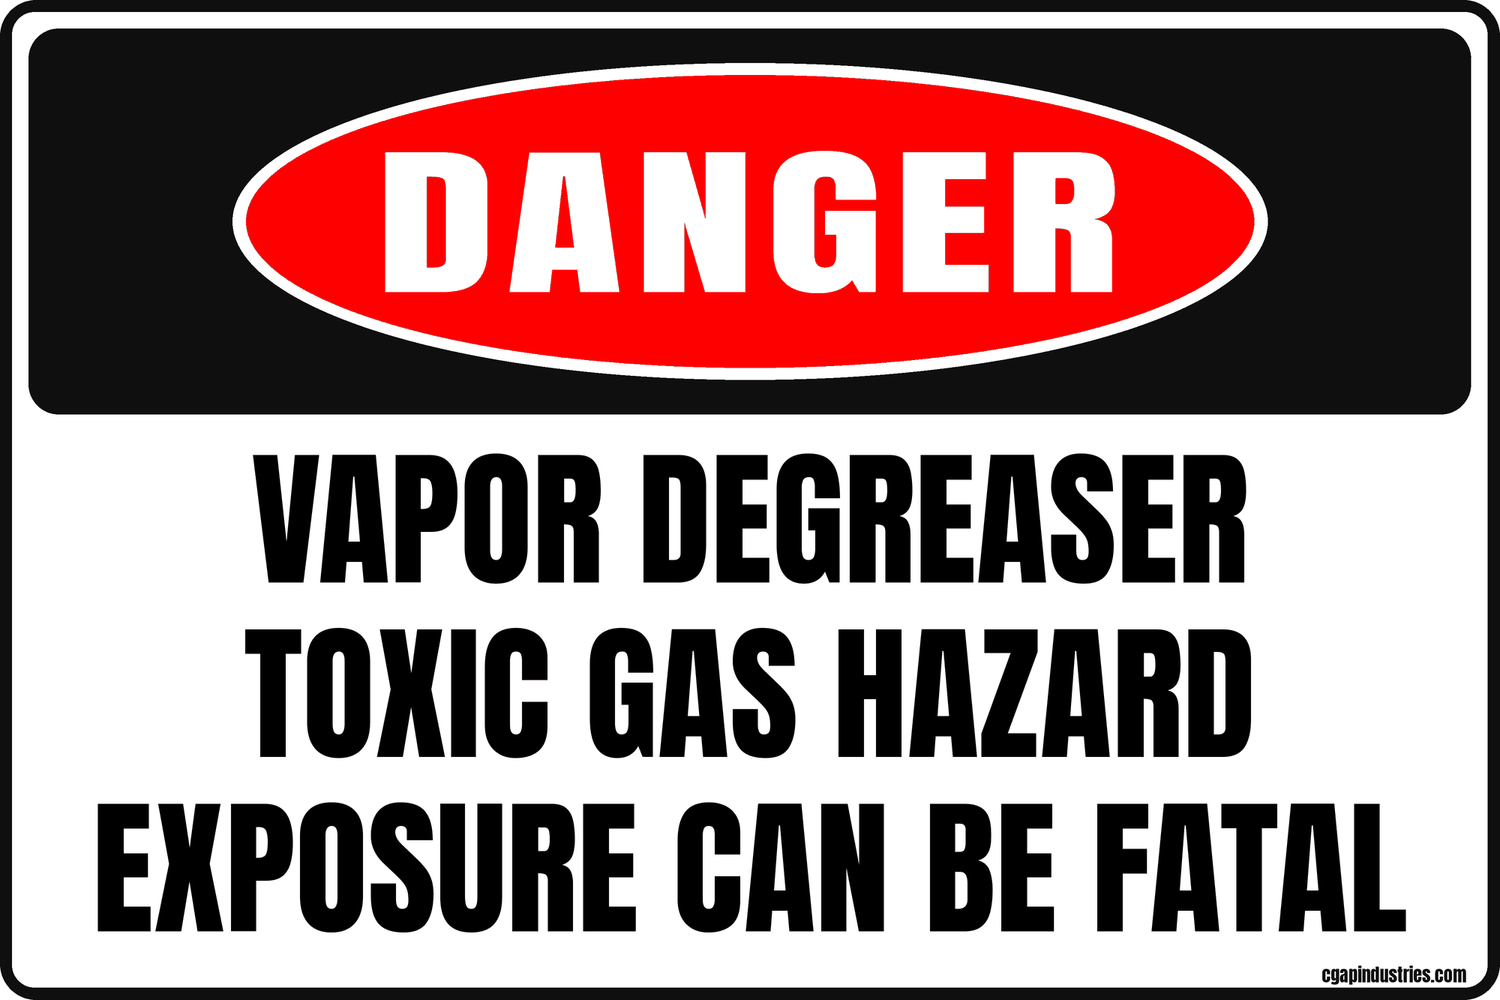 DANGER
VAPOR DEGREASER
TOXIC GAS HAZARD
EXPOSURE CAN BE FATAL
cgapindustries.com